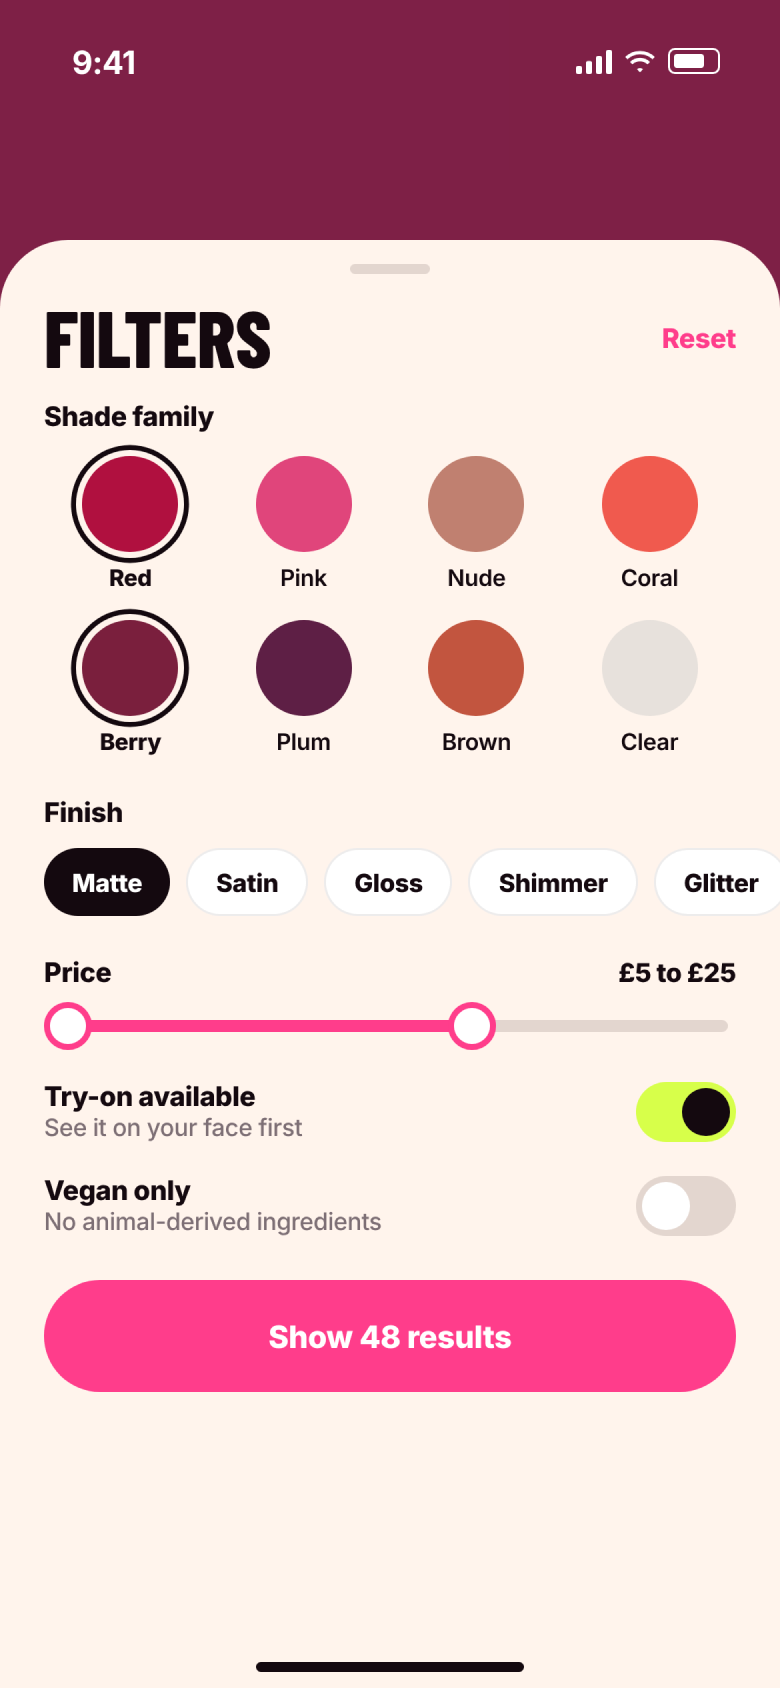 9:41
FILTERS
Reset
Shade family
Red Pink Nude Coral
Berry Plum Brown Clear
Finish
Matte Satin Gloss Shimmer Glitter
Price £5 to £25
Try-on available
See it on your face first
Vegan only
No animal-derived ingredients
Show 48 results